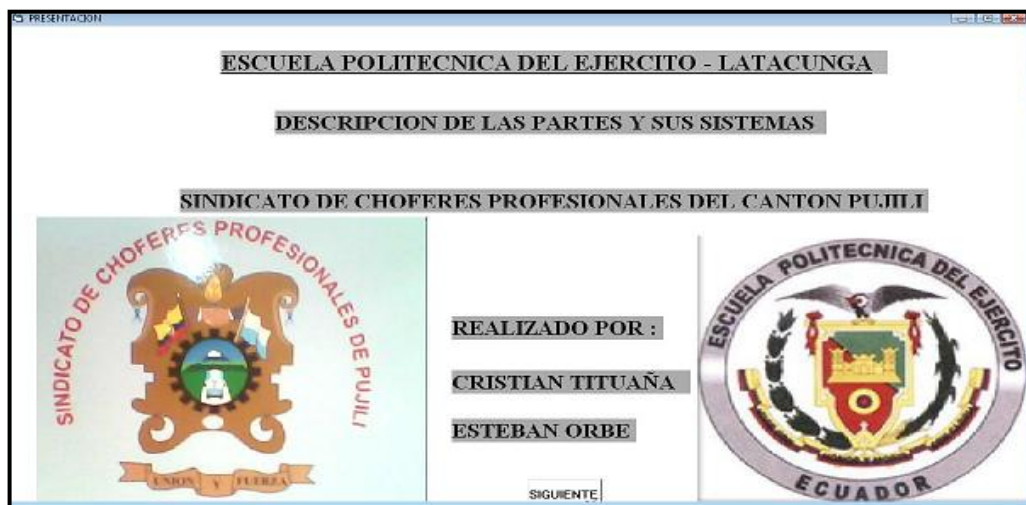 PRESENTACION
ESCUELA POLITECNICA DEL EJERCITO - LATACUNGA
DESCRIPCION DE LAS PARTES Y SUS SISTEMAS
SINDICATO DE CHOFERES PROFESIONALES DEL CANTON PUJILI
SINDICATO DE CHOFERES PROFESIONALES DE PUJILI
UNION Y FUERZA
REALIZADO POR :
CRISTIAN TITUAÑA
ESTEBAN ORBE
SIGUIENTE
ESCUELA POLITECNICA DEL EJERCITO
ECUADOR